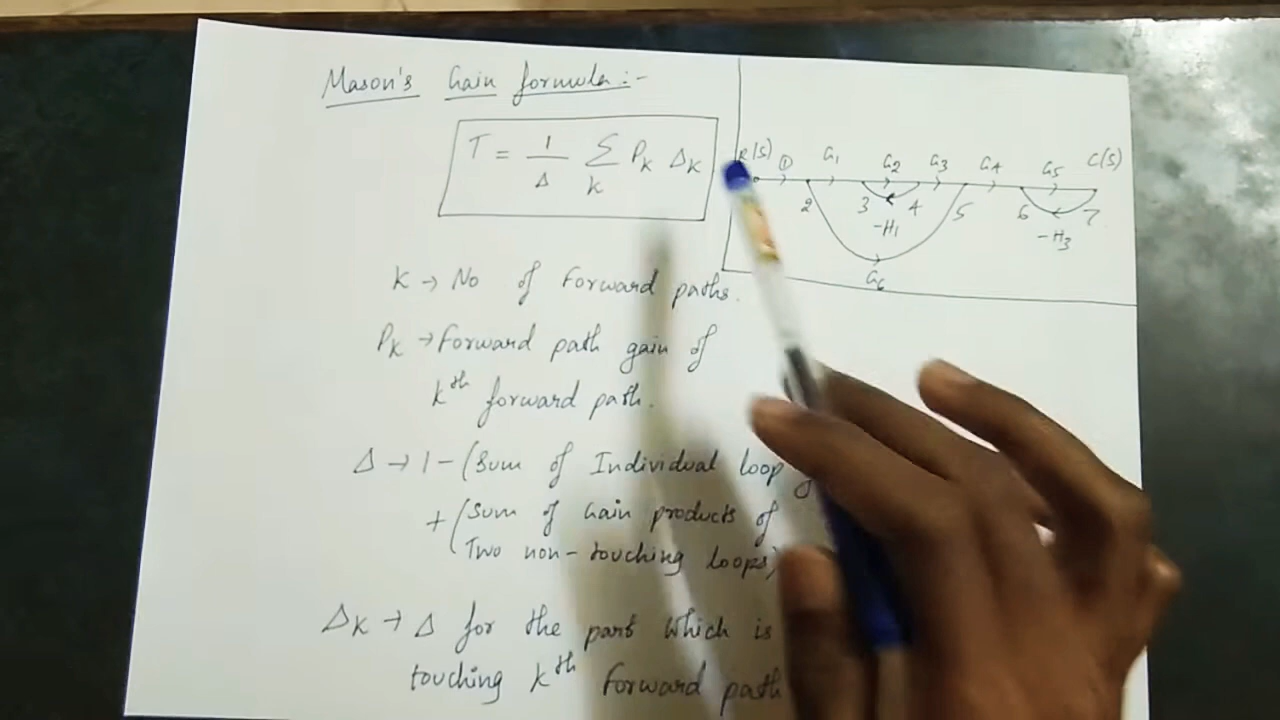 Mason's Gain formula :-
T = 1/Δ Σ_K P_K Δ_K
K → No of Forward paths.
P_K → Forward path gain of
K^th forward path.
Δ → 1 - (Sum of Individual loop
+ (Sum of Gain products of
Two non-touching loops)
Δ_K → Δ for the part which is
touching K^th Forward path
R(S) ① G1 G2 G3 G4 G5 C(S)
2 3 4 5 6 7
-H1 -H3
G6